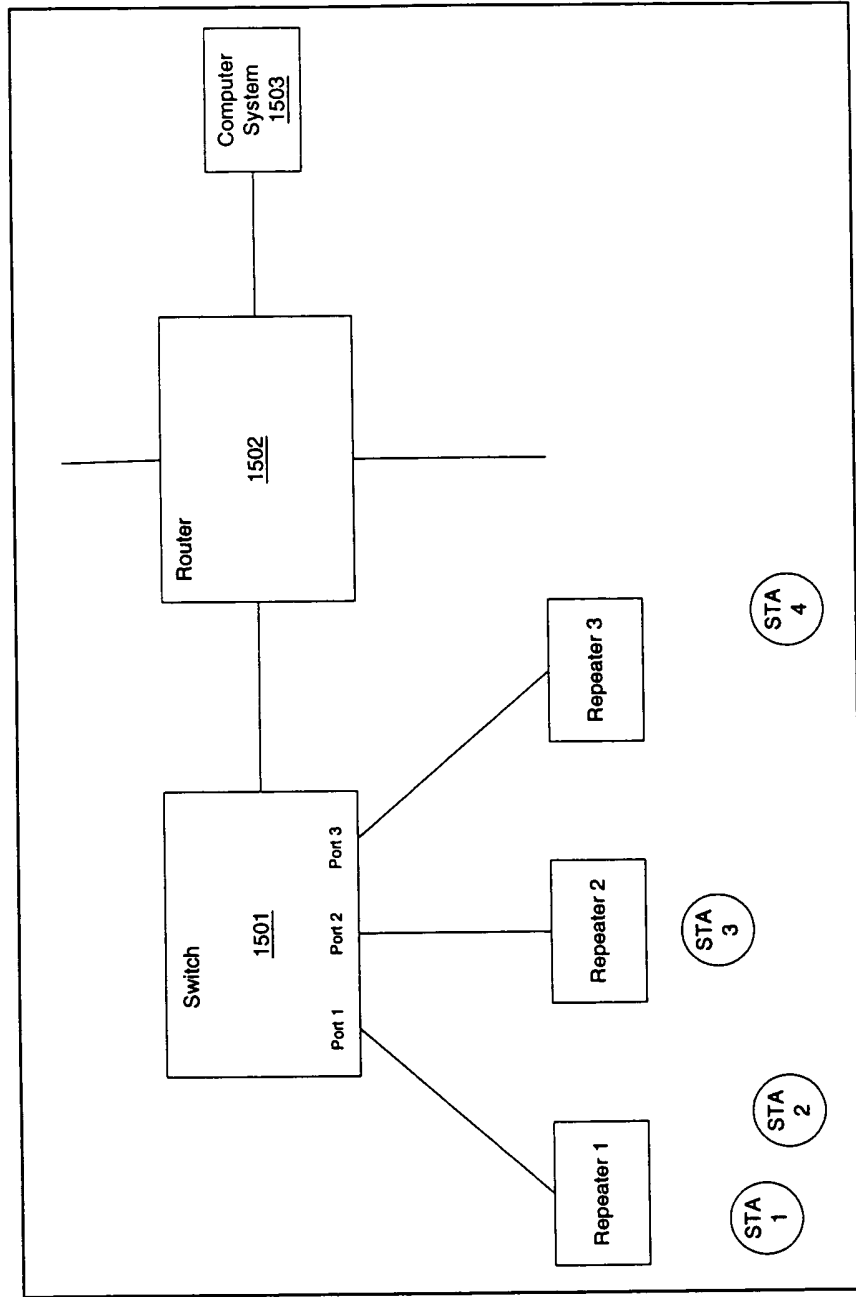 Switch
1501
Port 1
Port 2
Port 3
Router
1502
Computer
System
1503
Repeater 1
Repeater 2
Repeater 3
STA
1
STA
2
STA
3
STA
4